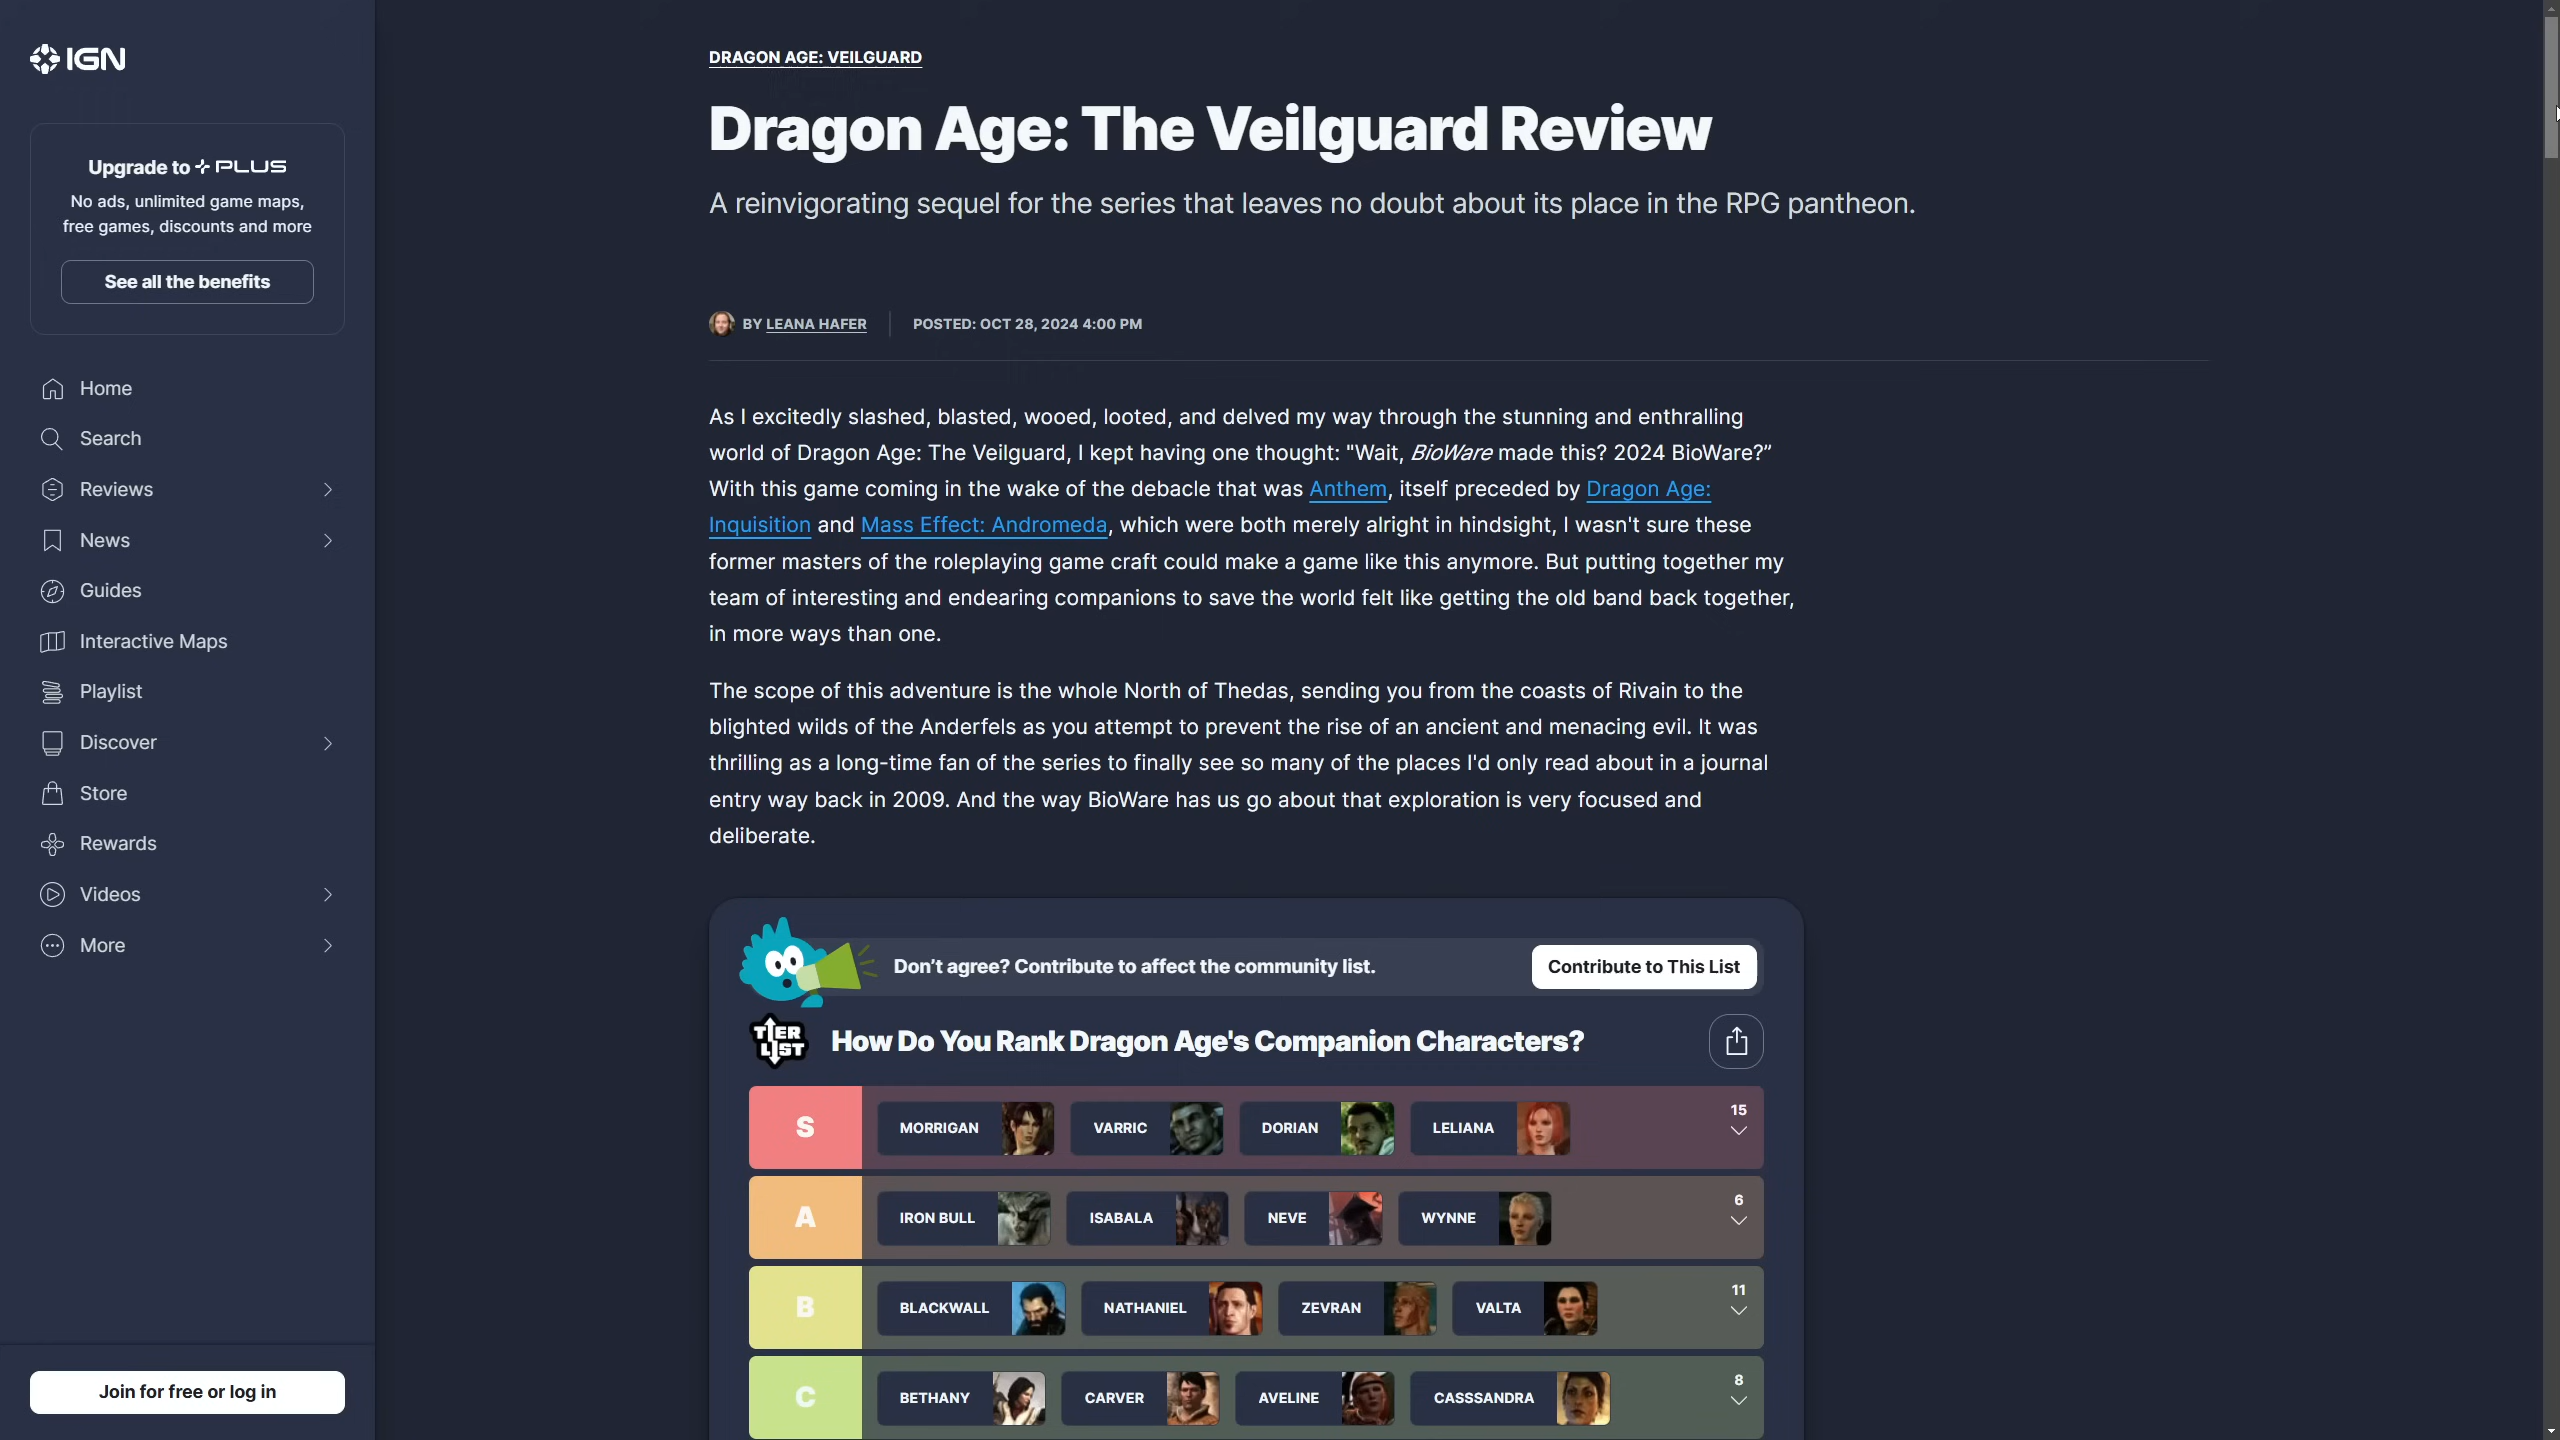 IGN
Upgrade to PLUS
No ads, unlimited game maps,
free games, discounts and more
See all the benefits
Home
Search
Reviews
News
Guides
Interactive Maps
Playlist
Discover
Store
Rewards
Videos
More
Join for free or log in
DRAGON AGE: VEILGUARD
Dragon Age: The Veilguard Review
A reinvigorating sequel for the series that leaves no doubt about its place in the RPG pantheon.
BY LEANA HAFER POSTED: OCT 28, 2024 4:00 PM
As I excitedly slashed, blasted, wooed, looted, and delved my way through the stunning and enthralling
world of Dragon Age: The Veilguard, I kept having one thought: "Wait, BioWare made this? 2024 BioWare?”
With this game coming in the wake of the debacle that was Anthem, itself preceded by Dragon Age:
Inquisition and Mass Effect: Andromeda, which were both merely alright in hindsight, I wasn't sure these
former masters of the roleplaying game craft could make a game like this anymore. But putting together my
team of interesting and endearing companions to save the world felt like getting the old band back together,
in more ways than one.
The scope of this adventure is the whole North of Thedas, sending you from the coasts of Rivain to the
blighted wilds of the Anderfels as you attempt to prevent the rise of an ancient and menacing evil. It was
thrilling as a long-time fan of the series to finally see so many of the places I'd only read about in a journal
entry way back in 2009. And the way BioWare has us go about that exploration is very focused and
deliberate.
Don’t agree? Contribute to affect the community list.
Contribute to This List
TIER LIST
How Do You Rank Dragon Age's Companion Characters?
S MORRIGAN VARRIC DORIAN LELIANA 15
A IRON BULL ISABALA NEVE WYNNE 6
B BLACKWALL NATHANIEL ZEVRAN VALTA 11
C BETHANY CARVER AVELINE CASSSANDRA 8